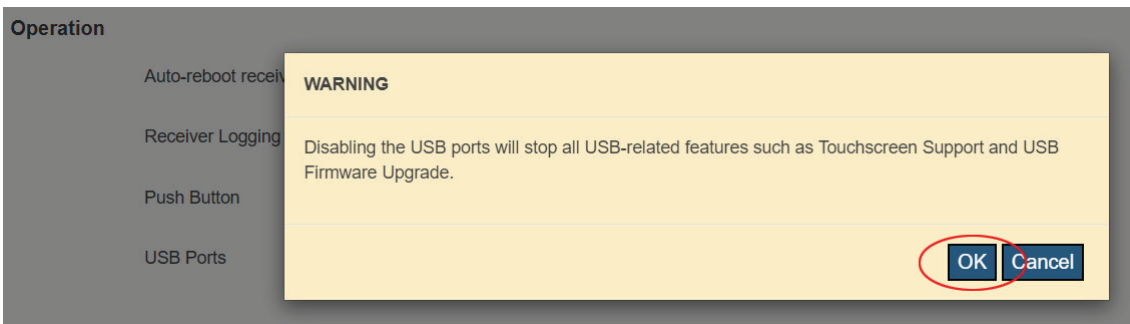 Operation
Auto-reboot receiv
WARNING
Receiver Logging
Disabling the USB ports will stop all USB-related features such as Touchscreen Support and USB
Firmware Upgrade.
Push Button
USB Ports
OK Cancel